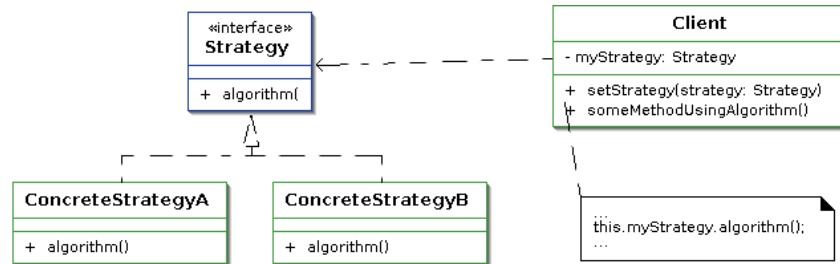 «interface»
Strategy
+ algorithm(
Client
- myStrategy: Strategy
+ setStrategy(strategy: Strategy)
+ someMethodUsingAlgorithm()
ConcreteStrategyA
+ algorithm()
ConcreteStrategyB
+ algorithm()
...
this.myStrategy.algorithm();
...